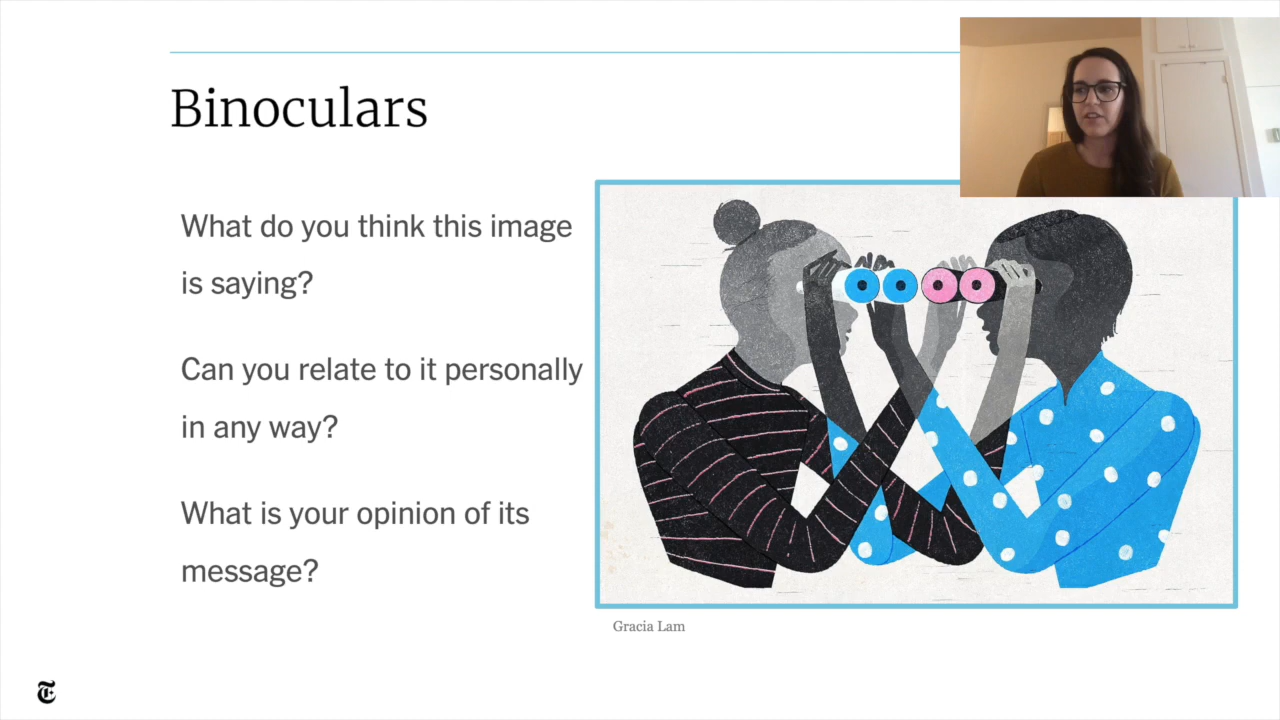 Binoculars
What do you think this image
is saying?
Can you relate to it personally
in any way?
What is your opinion of its
message?
Gracia Lam
T